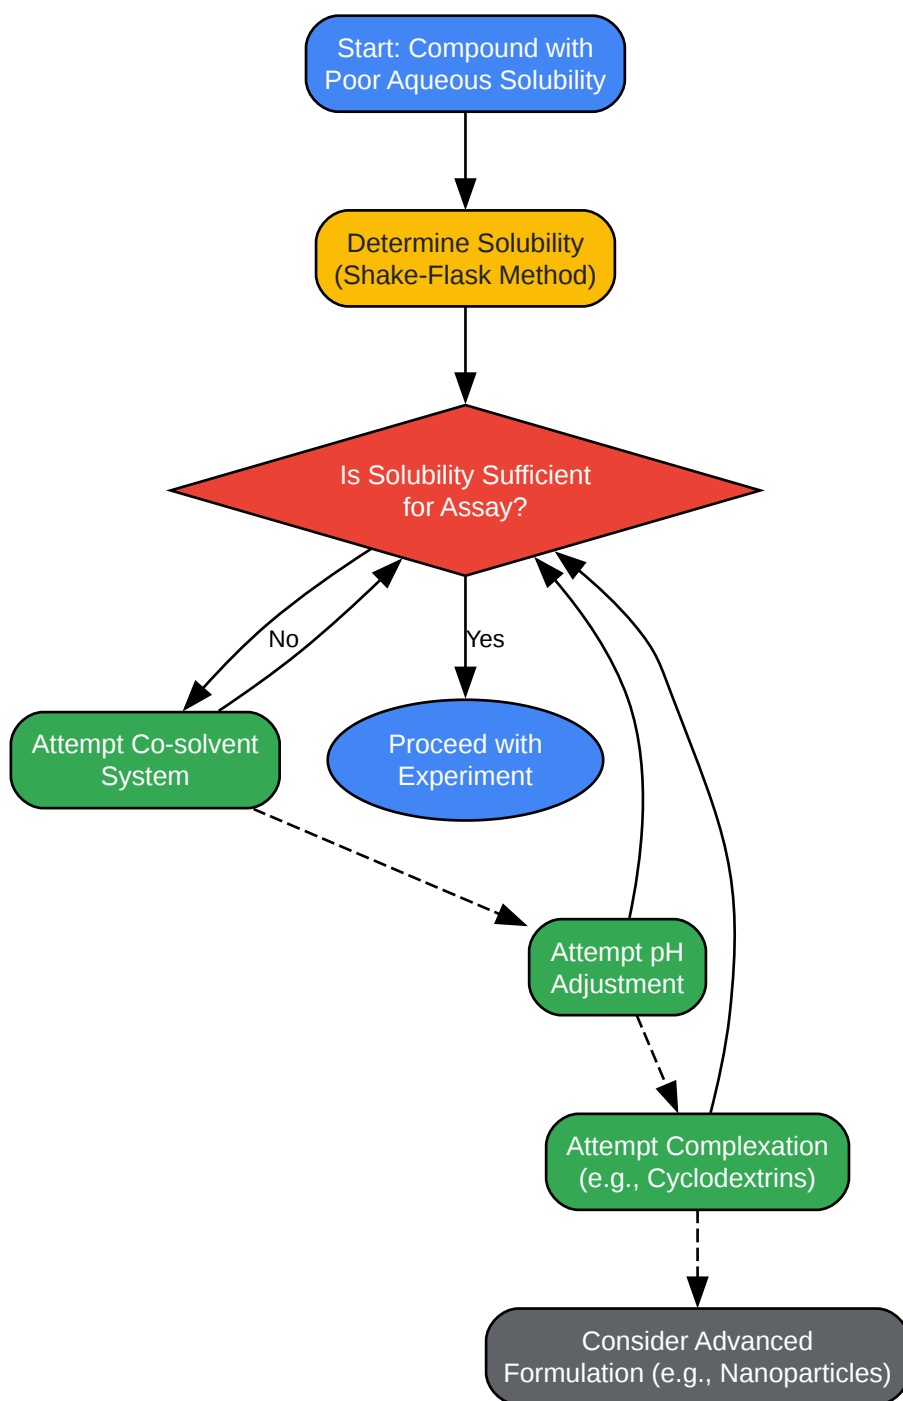 Start: Compound with
Poor Aqueous Solubility
Determine Solubility
(Shake-Flask Method)
Is Solubility Sufficient
for Assay?
No
Yes
Attempt Co-solvent
System
Proceed with
Experiment
Attempt pH
Adjustment
Attempt Complexation
(e.g., Cyclodextrins)
Consider Advanced
Formulation (e.g., Nanoparticles)